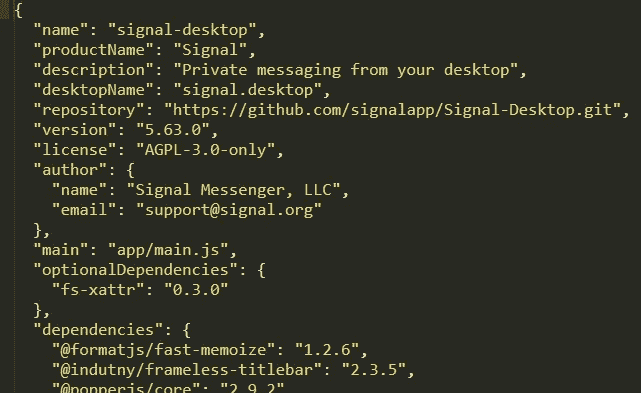 {
"name": "signal-desktop",
"productName": "Signal",
"description": "Private messaging from your desktop",
"desktopName": "signal.desktop",
"repository": "https://github.com/signalapp/Signal-Desktop.git",
"version": "5.63.0",
"license": "AGPL-3.0-only",
"author": {
"name": "Signal Messenger, LLC",
"email": "support@signal.org"
},
"main": "app/main.js",
"optionalDependencies": {
"fs-xattr": "0.3.0"
},
"dependencies": {
"@formatjs/fast-memoize": "1.2.6",
"@indutny/frameless-titlebar": "2.3.5",
"@popperjs/core": "2.9.2"